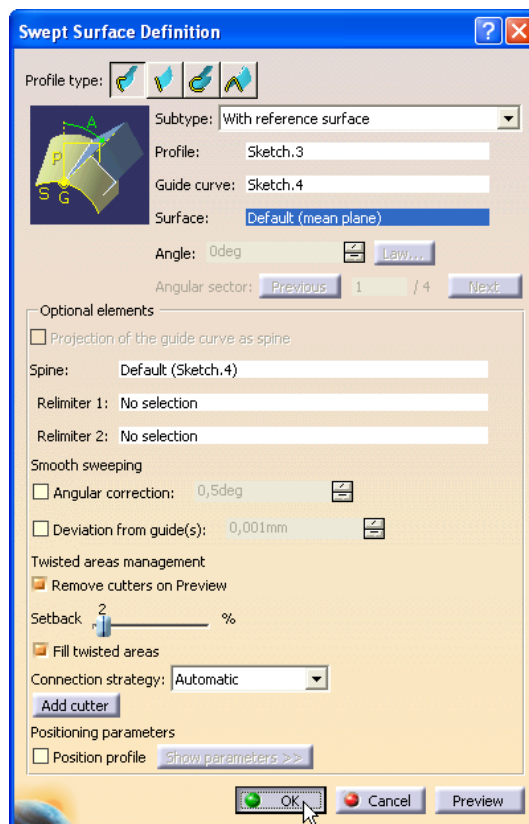 Swept Surface Definition
Profile type:
Subtype: With reference surface
A
P
S G
Profile: Sketch.3
Guide curve: Sketch.4
Surface: Default (mean plane)
Angle: 0deg Law...
Angular sector: Previous 1 / 4 Next
Optional elements
Projection of the guide curve as spine
Spine: Default (Sketch.4)
Relimiter 1: No selection
Relimiter 2: No selection
Smooth sweeping
Angular correction: 0,5deg
Deviation from guide(s): 0,001mm
Twisted areas management
Remove cutters on Preview
Setback 2 %
Fill twisted areas
Connection strategy: Automatic
Add cutter
Positioning parameters
Position profile Show parameters >>
OK Cancel Preview